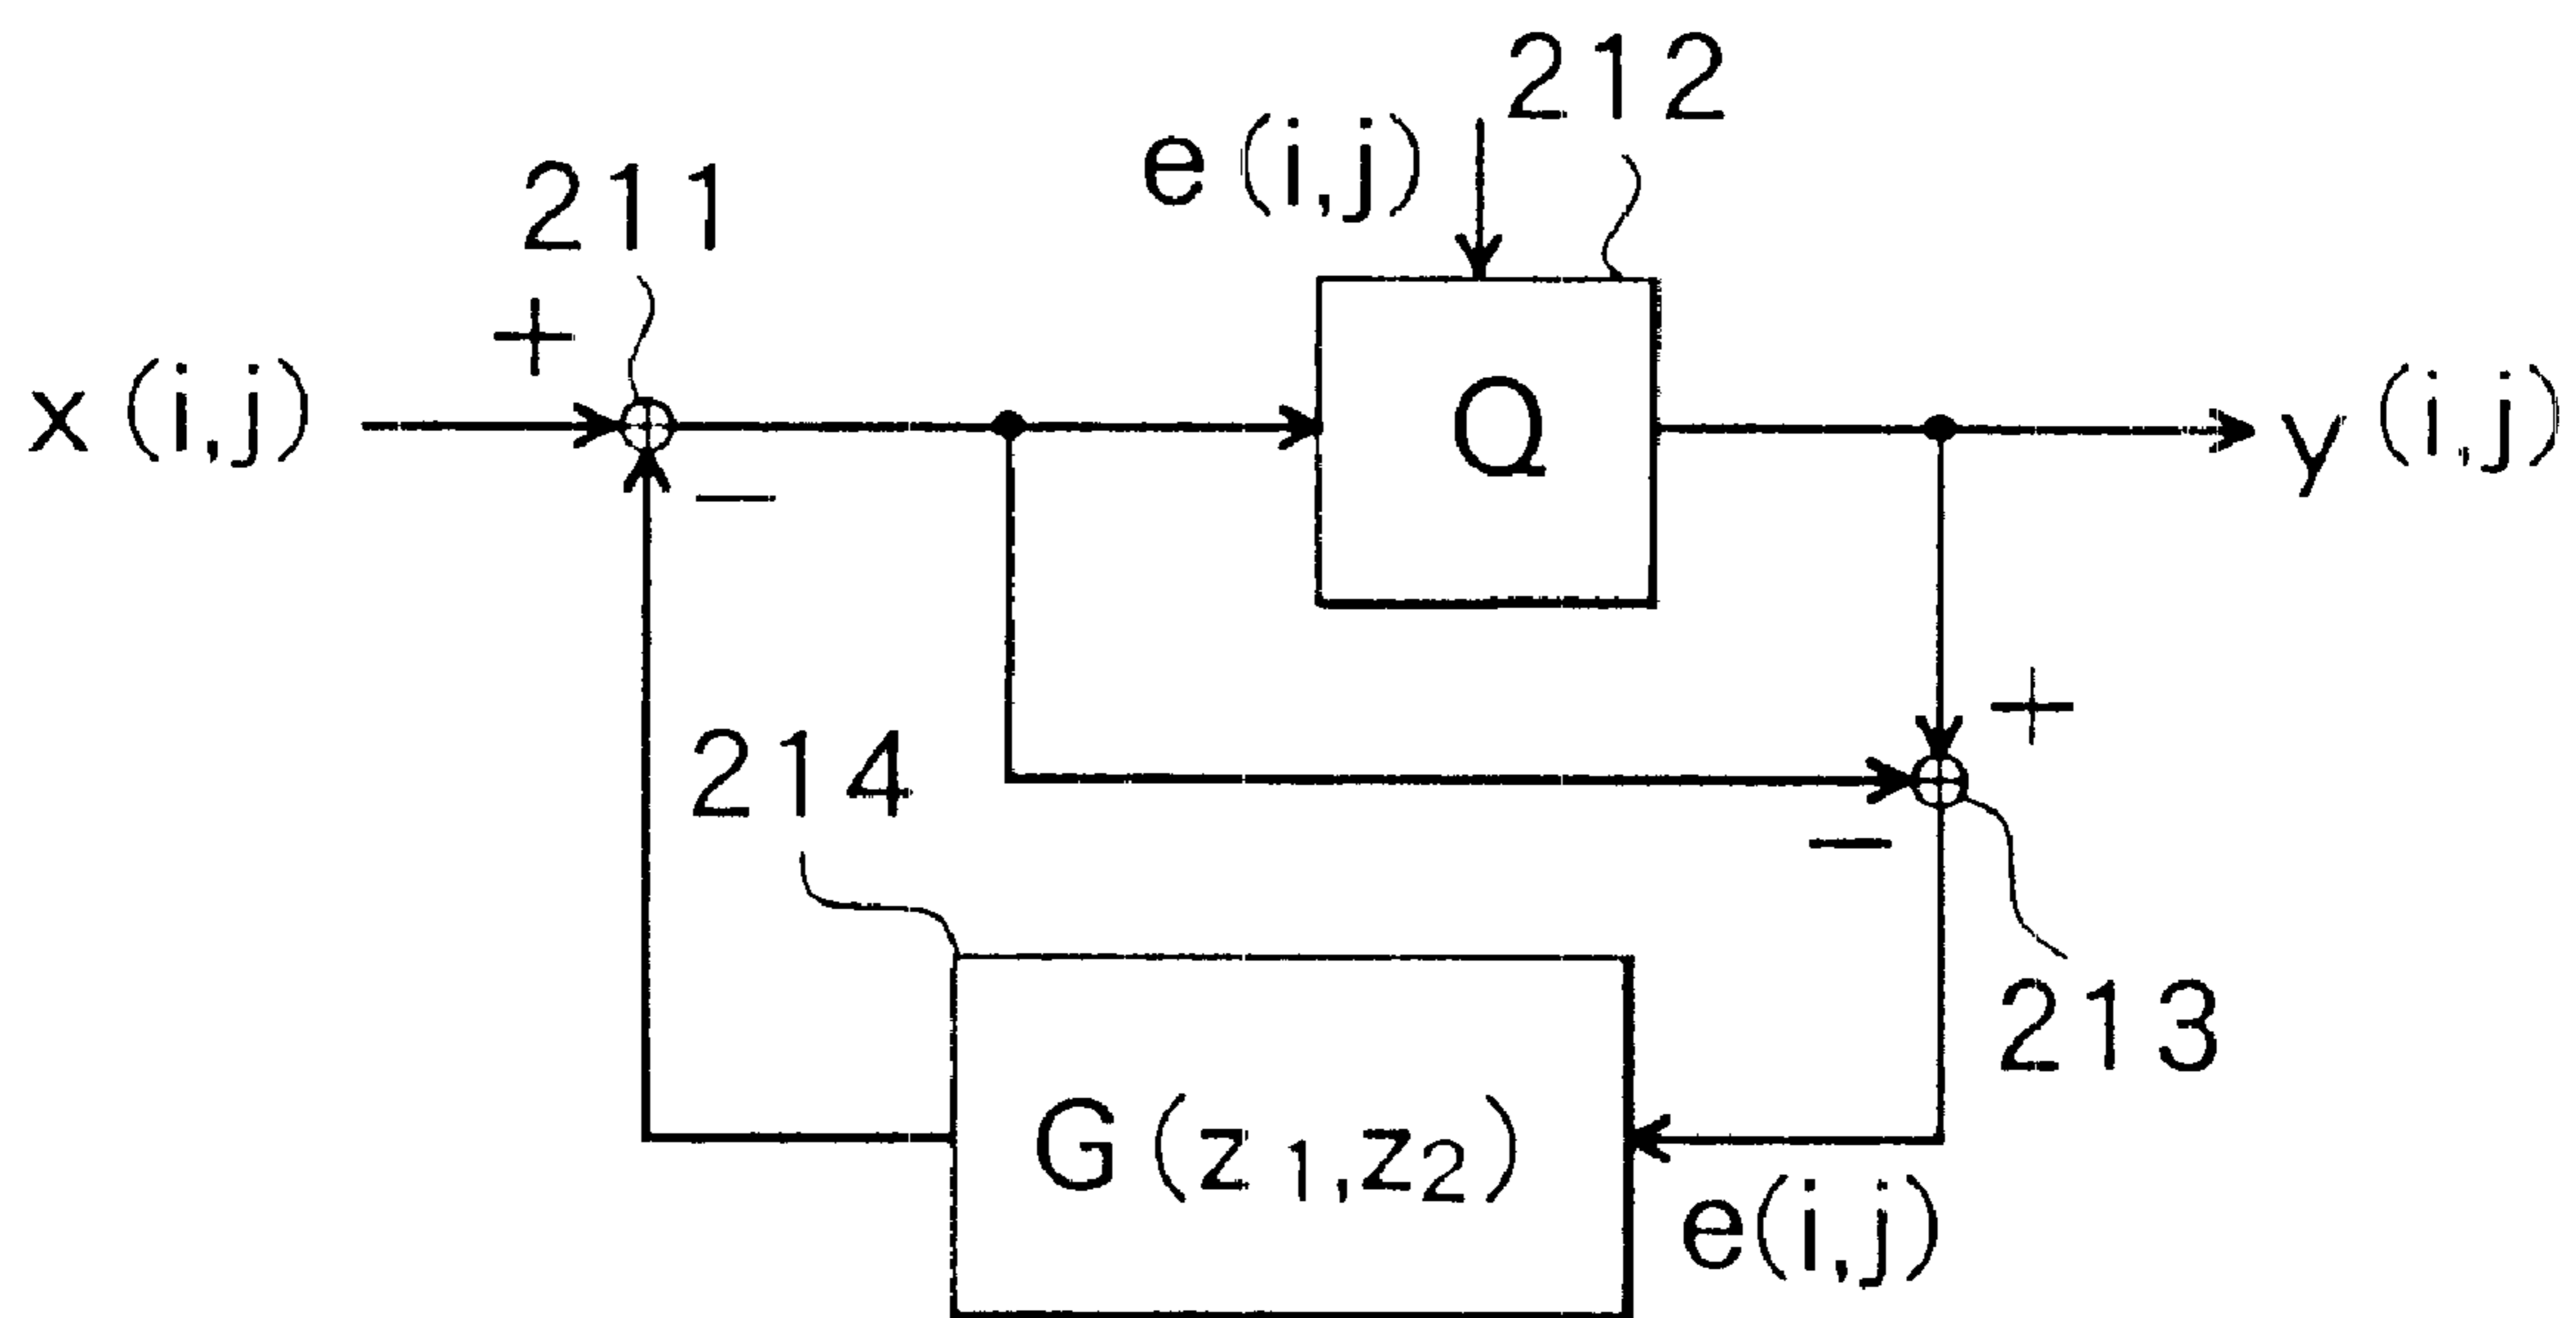 212
e(i,j)
211
+
x(i,j)
Q
y(i,j)
−
+
214
−
213
G(z1,z2)
e(i,j)